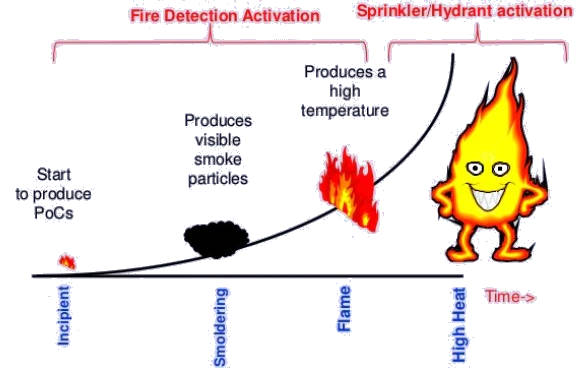 Fire Detection Activation
Sprinkler/Hydrant activation
Produces a
high
temperature
Produces
visible
smoke
particles
Start
to produce
PoCs
Incipient
Smoldering
Flame
High Heat
Time->